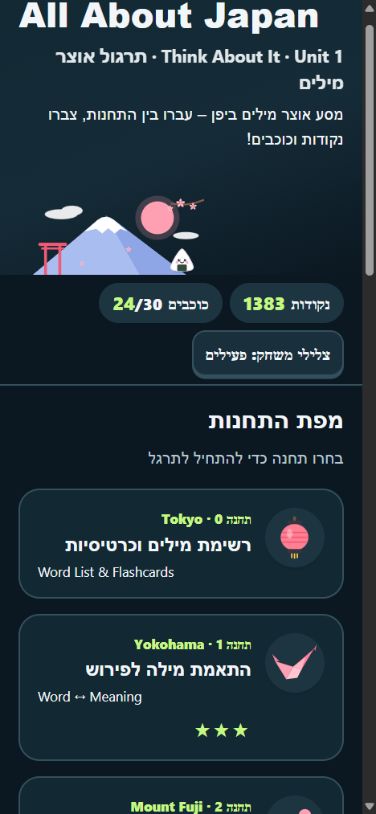 All About Japan
Think About It · Unit 1 · תרגול אוצר
מילים
מסע אוצר מילים ביפן – עברו בין התחנות, צברו
נקודות וכוכבים!
נקודות 1383
כוכבים 24/30
צלילי משחק: פעילים
מפת התחנות
בחרו תחנה כדי להתחיל לתרגל
תחנה 0 · Tokyo
רשימת מילים וכרטיסיות
Word List & Flashcards
תחנה 1 · Yokohama
התאמת מילה לפירוש
Word ↔ Meaning
★★★
תחנה 2 · Mount Fuji